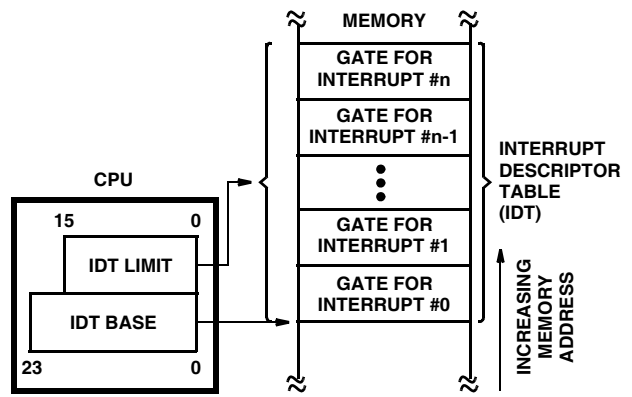 MEMORY
GATE FOR
INTERRUPT #n
GATE FOR
INTERRUPT #n-1
GATE FOR
INTERRUPT #1
GATE FOR
INTERRUPT #0
INTERRUPT
DESCRIPTOR
TABLE
(IDT)
INCREASING
MEMORY
ADDRESS
CPU
15 0
IDT LIMIT
IDT BASE
23 0